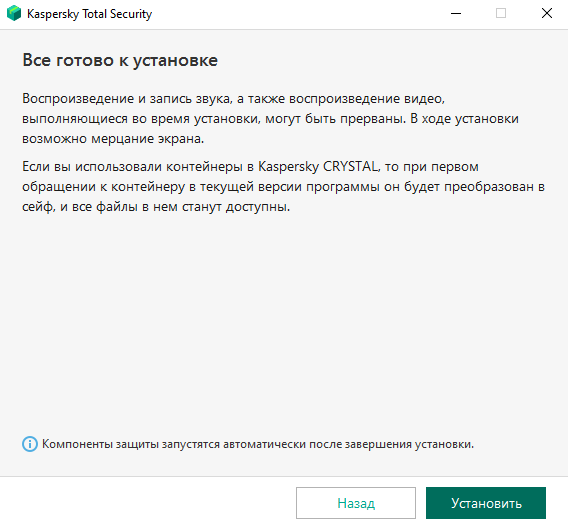 Kaspersky Total Security
Все готово к установке
Воспроизведение и запись звука, а также воспроизведение видео,
выполняющиеся во время установки, могут быть прерваны. В ходе установки
возможно мерцание экрана.
Если вы использовали контейнеры в Kaspersky CRYSTAL, то при первом
обращении к контейнеру в текущей версии программы он будет преобразован в
сейф, и все файлы в нем станут доступны.
Компоненты защиты запустятся автоматически после завершения установки.
Назад
Установить